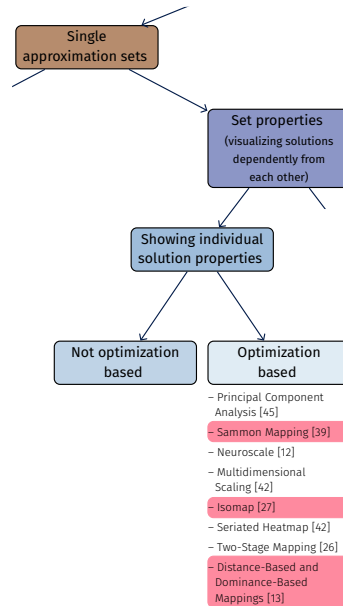 Single
approximation sets
Set properties
(visualizing solutions
dependently from
each other)
Showing individual
solution properties
Not optimization
based
Optimization
based
– Principal Component
Analysis [45]
– Sammon Mapping [39]
– Neuroscale [12]
– Multidimensional
Scaling [42]
– Isomap [27]
– Seriated Heatmap [42]
– Two-Stage Mapping [26]
– Distance-Based and
Dominance-Based
Mappings [13]